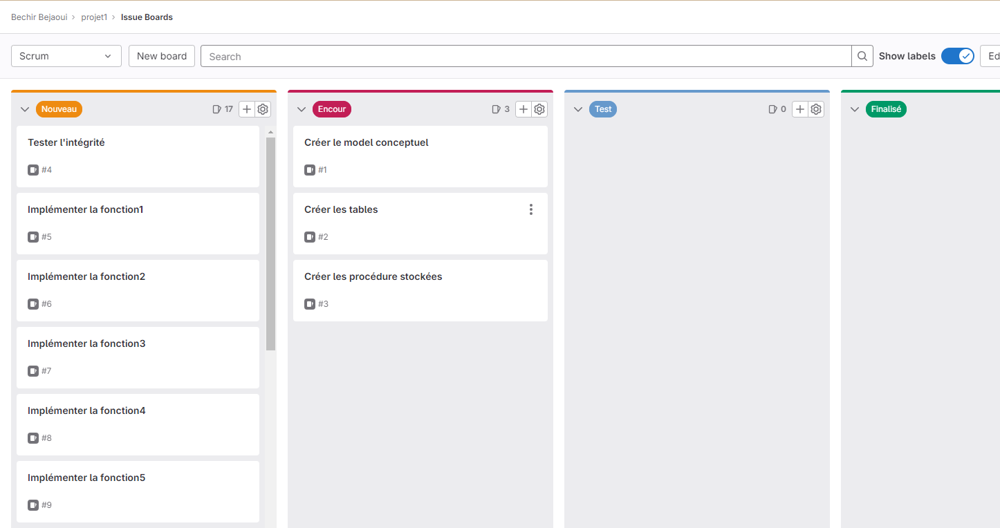 Bechir Bejaoui > projet1 > Issue Boards
Scrum
New board
Search
Show labels
Ed
Nouveau
17
Tester l'intégrité
#4
Implémenter la fonction1
#5
Implémenter la fonction2
#6
Implémenter la fonction3
#7
Implémenter la fonction4
#8
Implémenter la fonction5
#9
Encour
3
Créer le model conceptuel
#1
Créer les tables
#2
Créer les procédure stockées
#3
Test
0
Finalisé